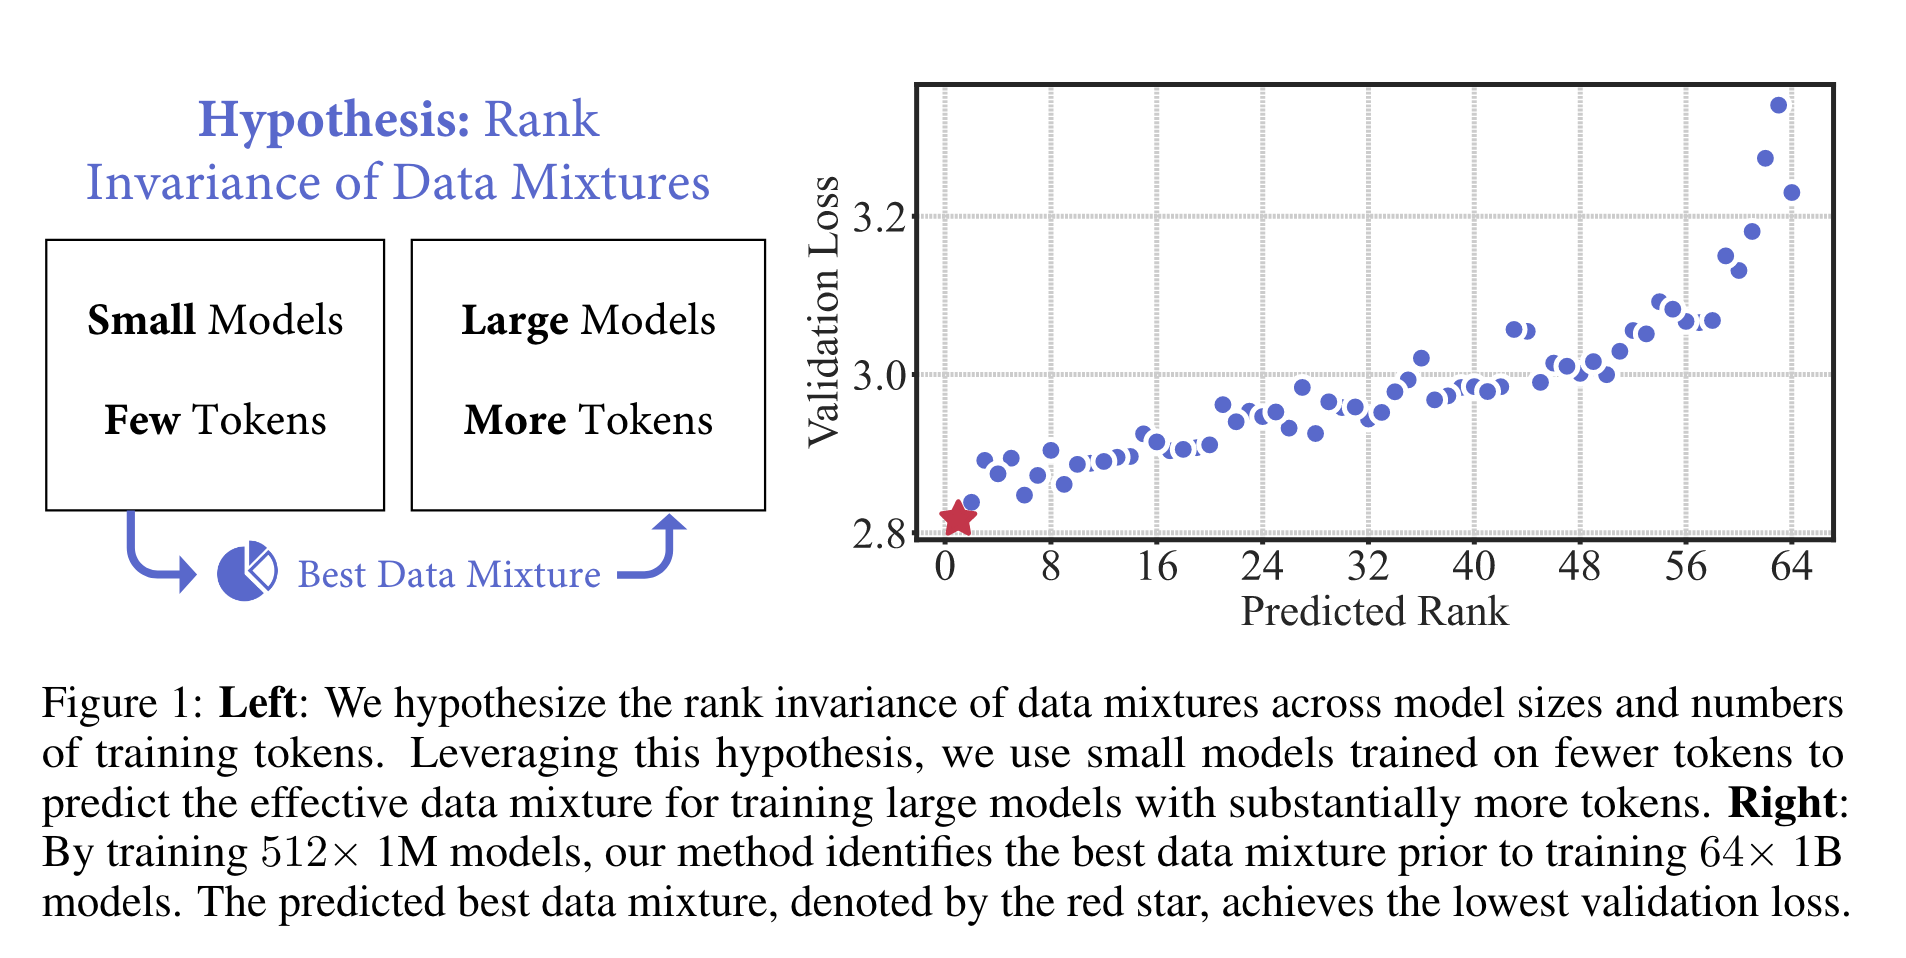 Hypothesis: Rank
Invariance of Data Mixtures
Small Models
Few Tokens
Large Models
More Tokens
Best Data Mixture
Validation Loss
3.2
3.0
2.8
0 8 16 24 32 40 48 56 64
Predicted Rank
Figure 1: Left: We hypothesize the rank invariance of data mixtures across model sizes and numbers
of training tokens. Leveraging this hypothesis, we use small models trained on fewer tokens to
predict the effective data mixture for training large models with substantially more tokens. Right:
By training 512× 1M models, our method identifies the best data mixture prior to training 64× 1B
models. The predicted best data mixture, denoted by the red star, achieves the lowest validation loss.